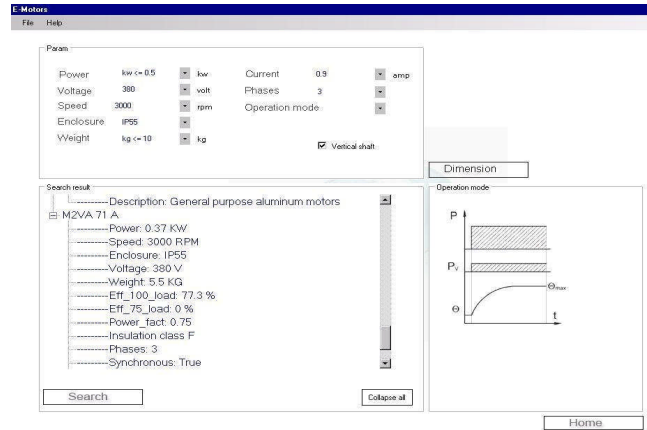 E-Motors
File Help
Param
Power kw <= 0.5 kw Current 0.9 amp
Voltage 380 volt Phases 3
Speed 3000 rpm Operation mode
Enclosure IP55
Weight kg <= 10 kg Vertical shaft
Dimension
Search result
Description: General purpose aluminum motors
M2VA 71 A
Power: 0.37 KW
Speed: 3000 RPM
Enclosure: IP55
Voltage: 380 V
Weight: 5.5 KG
Eff_100_load: 77.3 %
Eff_75_load: 0 %
Power_fact: 0.75
Insulation class F
Phases: 3
Synchronous: True
Search Collapse all
Operation mode
P
Pv
Θmax
Θ
t
Home